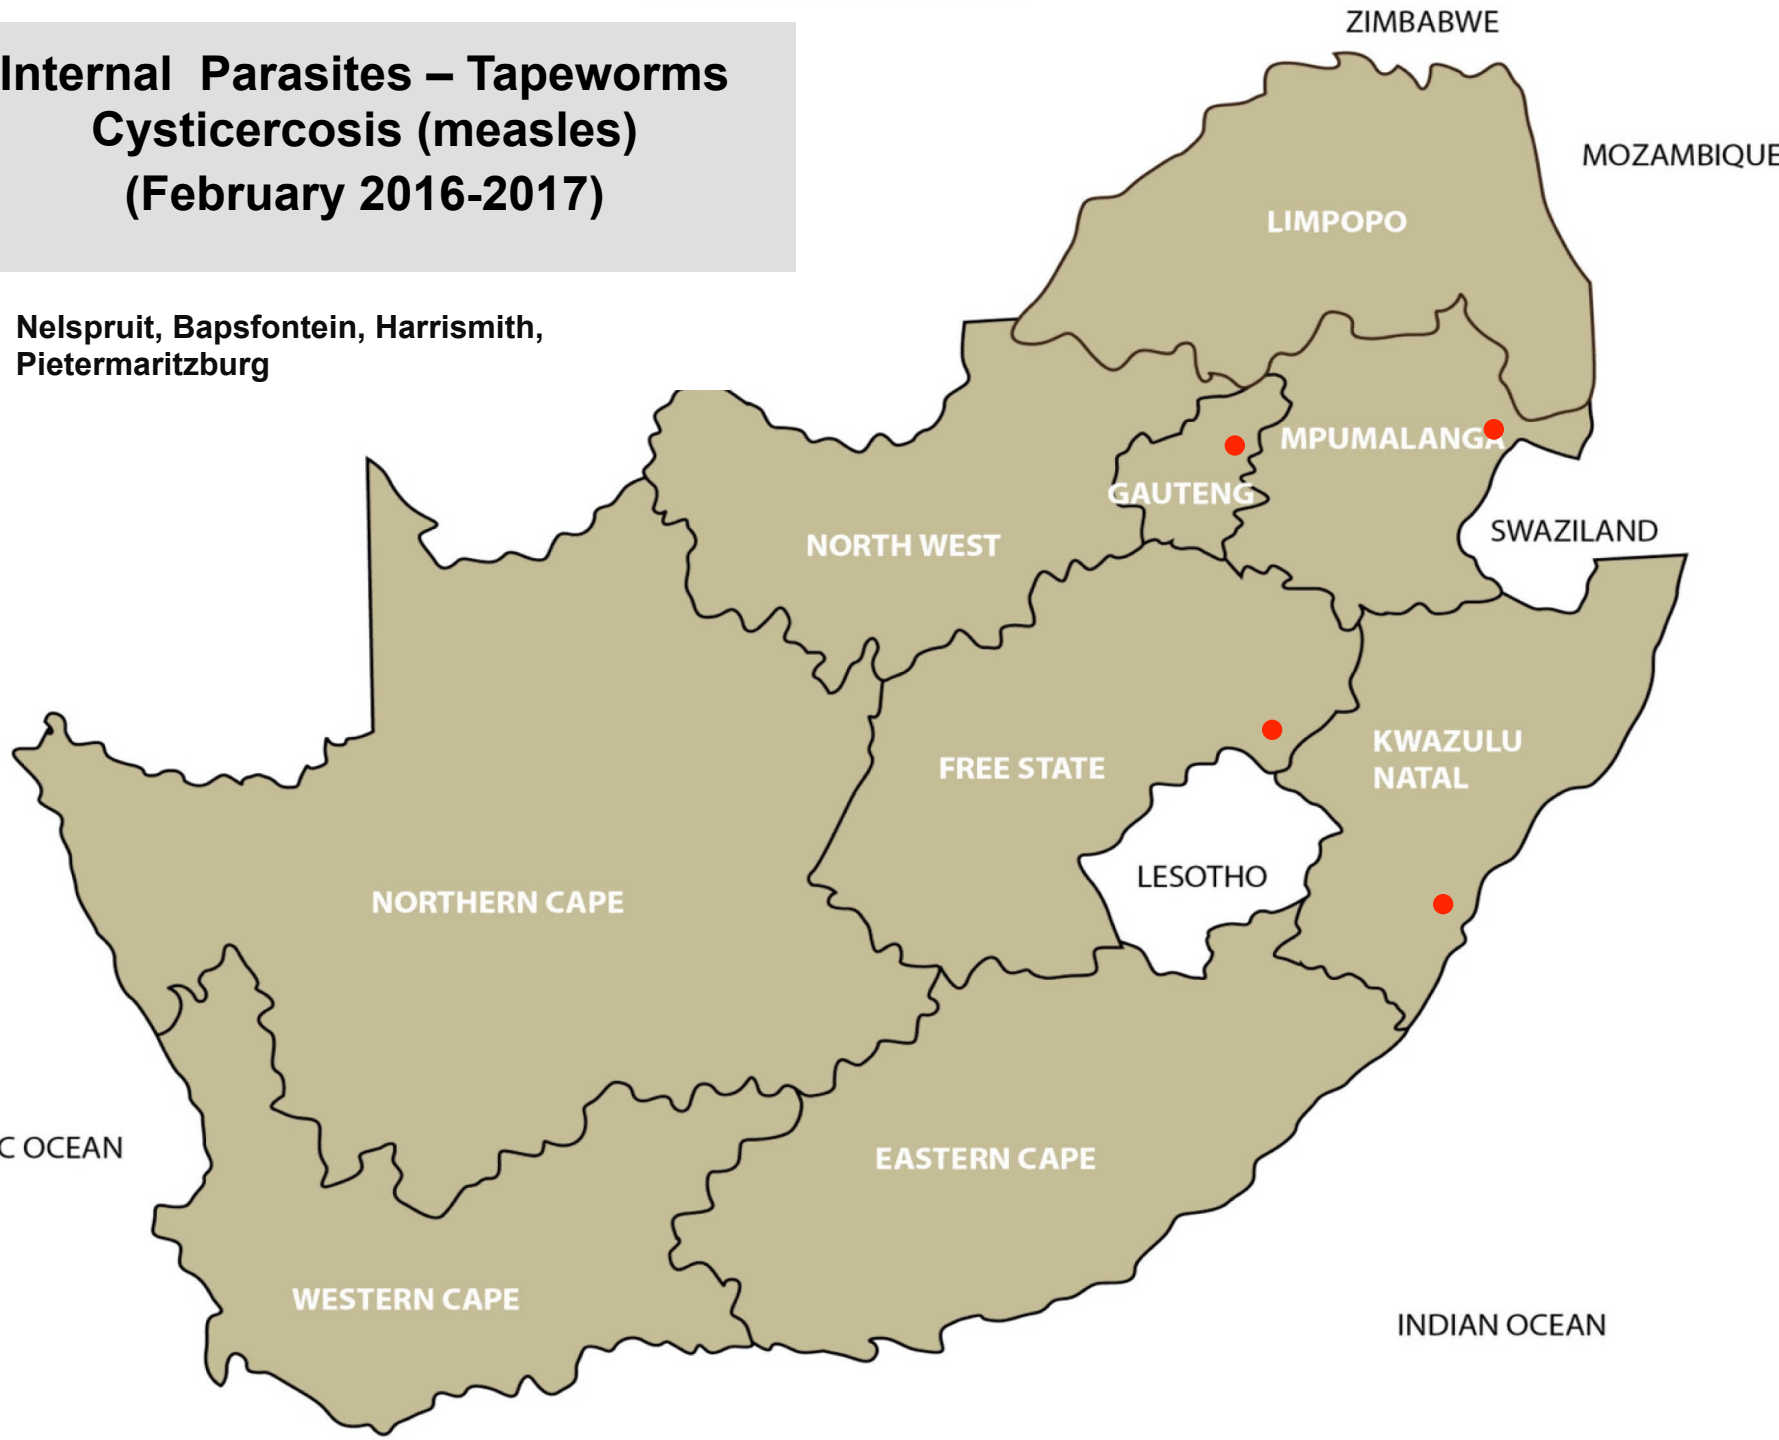 Internal Parasites – Tapeworms
Cysticercosis (measles)
(February 2016-2017)
Nelspruit, Bapsfontein, Harrismith,
Pietermaritzburg
ZIMBABWE
MOZAMBIQUE
LIMPOPO
MPUMALANGA
GAUTENG
SWAZILAND
NORTH WEST
KWAZULU
NATAL
FREE STATE
LESOTHO
NORTHERN CAPE
C OCEAN
EASTERN CAPE
WESTERN CAPE
INDIAN OCEAN